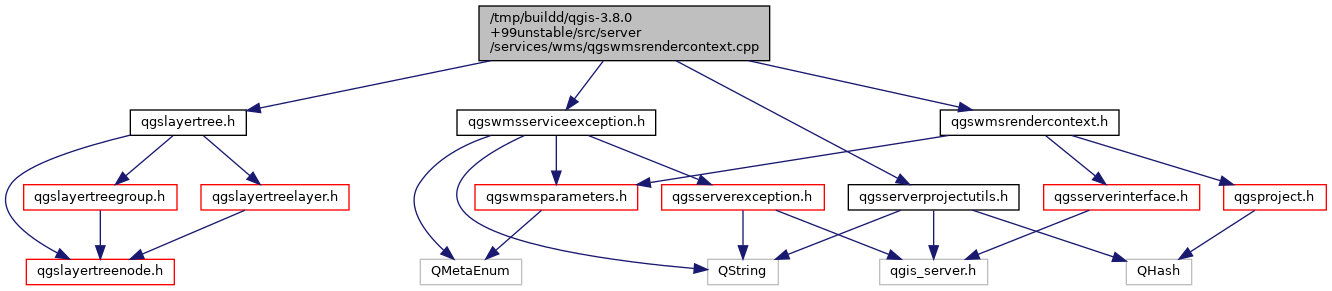 /tmp/buildd/qgis-3.8.0
+99unstable/src/server
/services/wms/qgswmsrendercontext.cpp
qgslayertree.h
qgswmsserviceexception.h
qgswmsrendercontext.h
qgslayertreegroup.h
qgslayertreelayer.h
qgswmsparameters.h
qgsserverexception.h
qgsserverprojectutils.h
qgsserverinterface.h
qgsproject.h
qgslayertreenode.h
QMetaEnum
QString
qgis_server.h
QHash